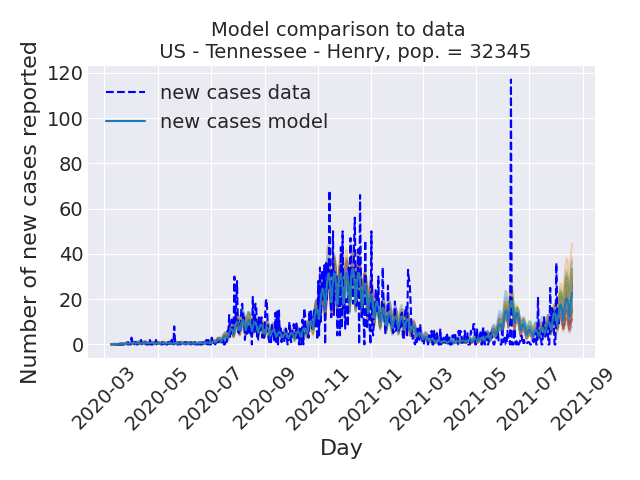 Model comparison to data
US - Tennessee - Henry, pop. = 32345
Number of new cases reported
120
100
80
60
40
20
0
new cases data
new cases model
2020-03
2020-05
2020-07
2020-09
2020-11
2021-01
2021-03
2021-05
2021-07
2021-09
Day